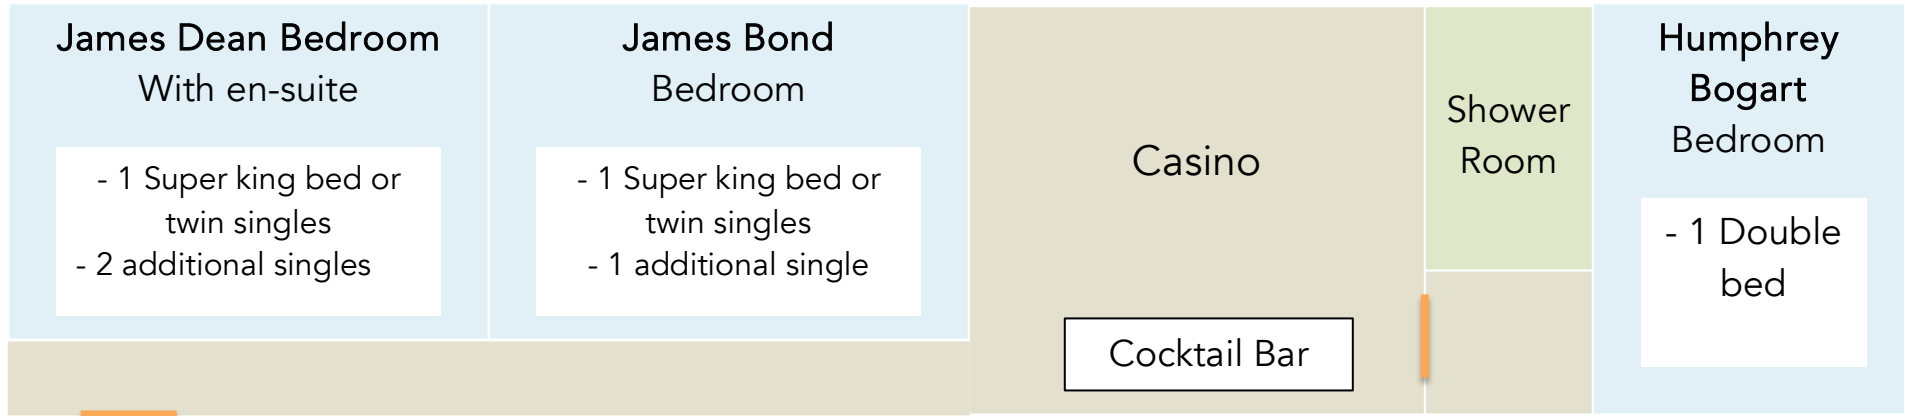 James Dean Bedroom
With en-suite
- 1 Super king bed or
twin singles
- 2 additional singles
James Bond
Bedroom
- 1 Super king bed or
twin singles
- 1 additional single
Casino
Cocktail Bar
Shower
Room
Humphrey
Bogart
Bedroom
- 1 Double
bed